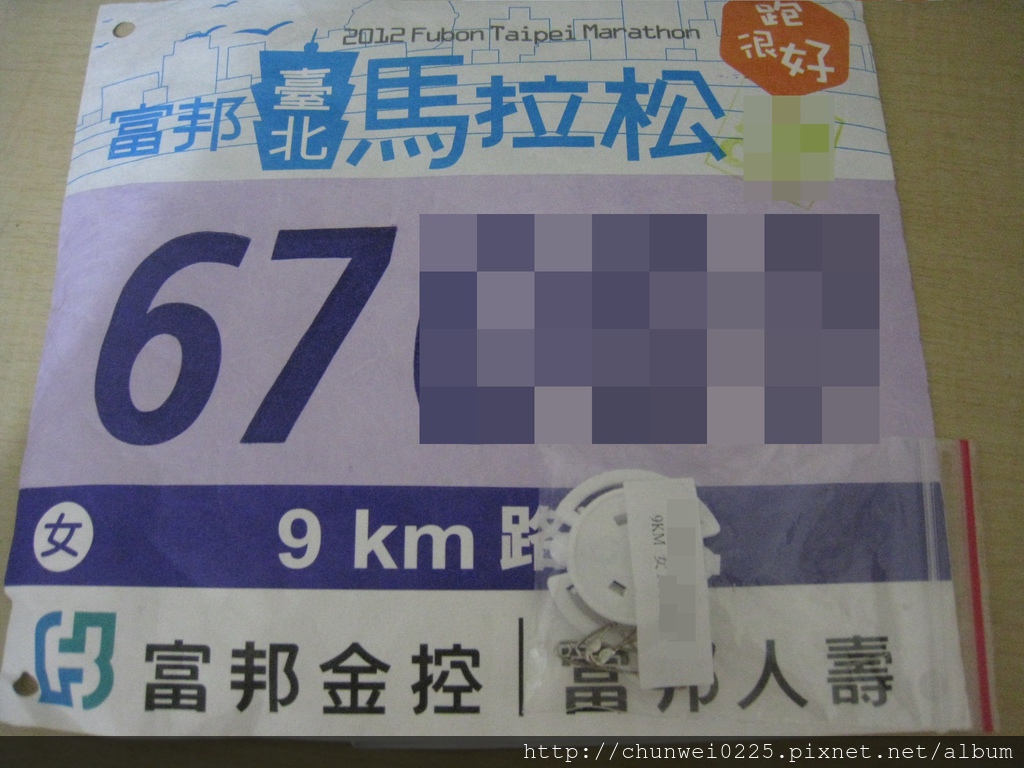 2012 Fubon Taipei Marathon
跑
很好
富邦臺北馬拉松
67
女 9 km 路
9KM 女
富邦金控 | 富邦人壽
http://chunwei0225.pixnet.net/album